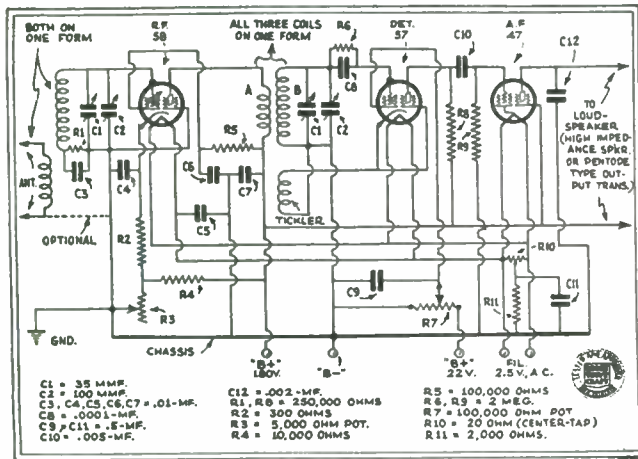 BOTH ON
ONE FORM
R.F.
58
ALL THREE COILS
ON ONE FORM
R6
DET.
57
C10
A.F
47
C12
C8
A
B
R1
C1
C2
R5
C1
C2
R8
R9
TO
LOUD-
SPEAKER
(HIGH IMPED-
ANCE SPKR.
OR PENTODE
TYPE OUT-
PUT TRANS.)
ANT.
C3
C4
C6
C7
C5
TICKLER
OPTIONAL
R2
R10
R4
C9
C11
R3
R7
R11
GND.
CHASSIS
"B+"
180V.
"B-"
"B+"
22V.
FIL.
2.5V., A.C.
C1 = 35 MMF.
C2 = 100 MMF.
C3, C4, C5, C6, C7 = .01-MF.
C8 = .0001-MF.
C9, C11 = .5-MF.
C10 = .005-MF.
C12 = .002-MF.
R1, R8 = 250,000 OHMS
R2 = 300 OHMS
R3 = 5,000 OHM POT.
R4 = 10,000 OHMS
R5 = 100,000 OHMS
R6, R9 = 2 MEG.
R7 = 100,000 OHM POT
R10 = 20 OHM (CENTER-TAP)
R11 = 2,000 OHMS.